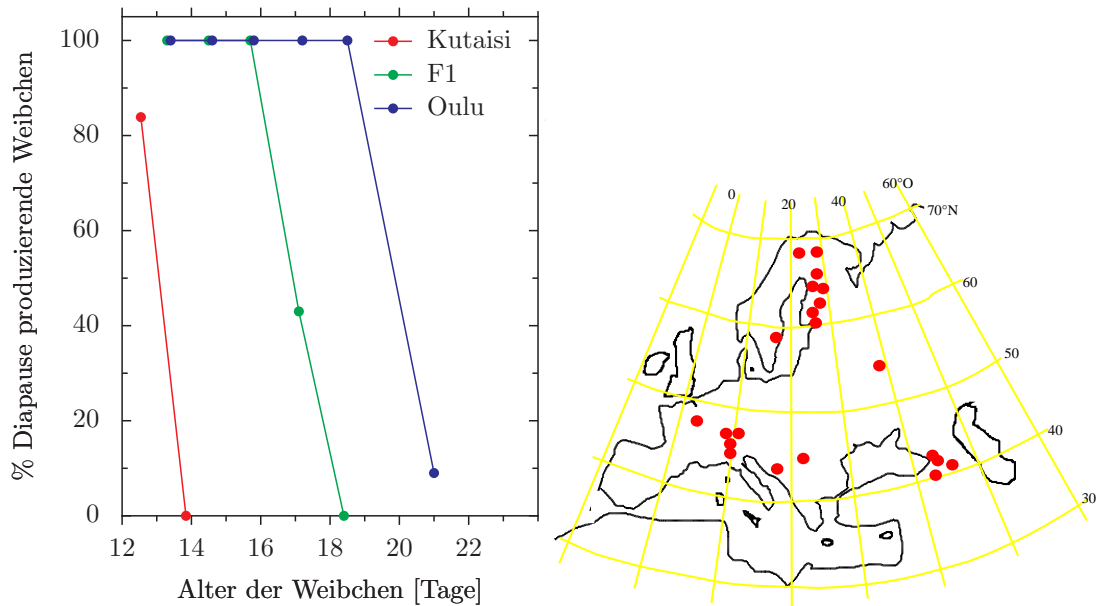 % Diapause produzierende Weibchen
100
80
60
40
20
0
12
14
16
18
20
22
Alter der Weibchen [Tage]
Kutaisi
F1
Oulu
0
20
40
60°O
70°N
60
50
40
30